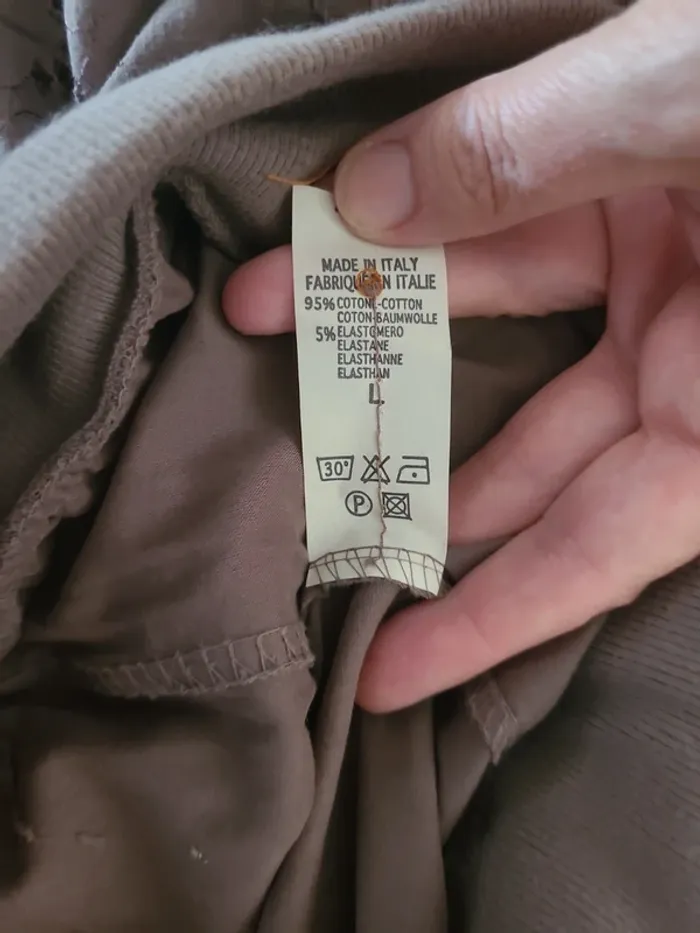 MADE IN ITALY
FABRIQUE EN ITALIE
95% COTONE-COTTON
COTON-BAUMWOLLE
5% ELASTOMERO
ELASTANE
ELASTHANNE
ELASTHAN
L
30°
P